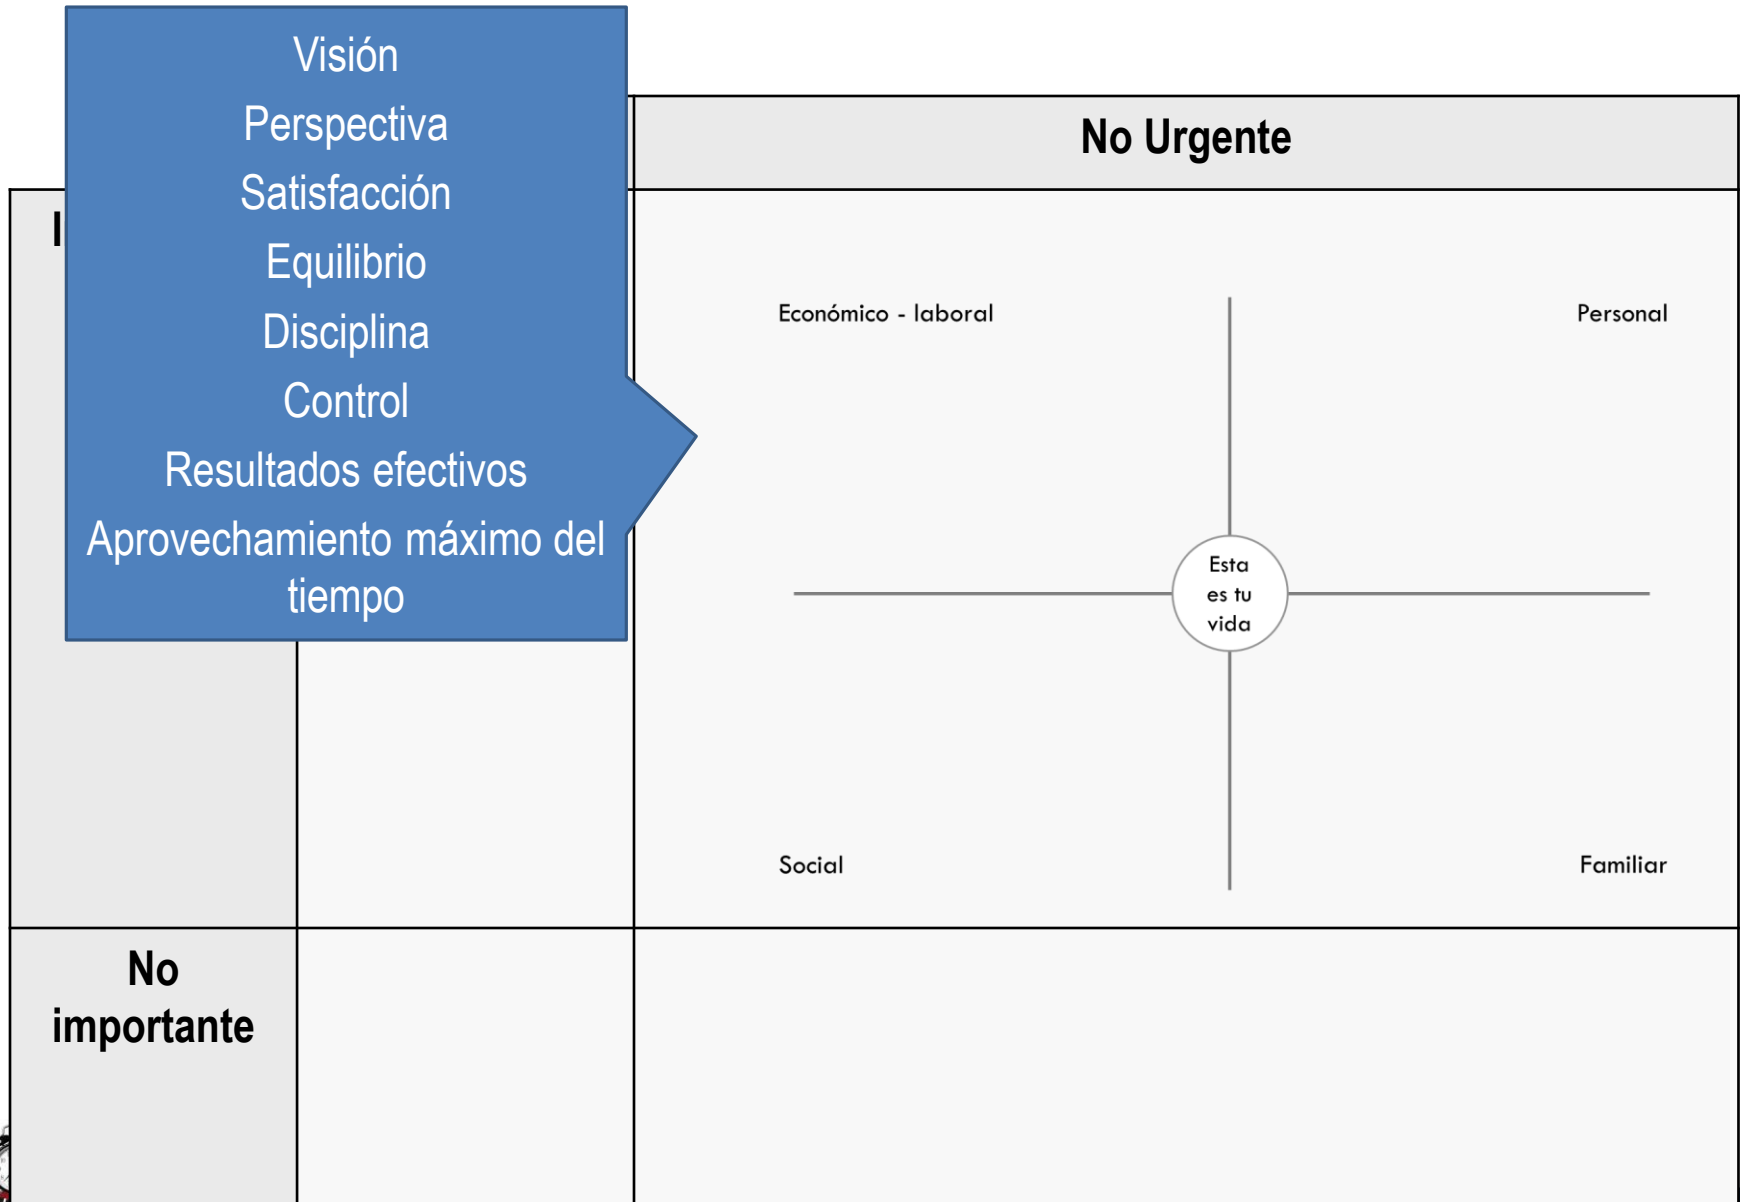 Visión
Perspectiva
Satisfacción
Equilibrio
Disciplina
Control
Resultados efectivos
Aprovechamiento máximo del
tiempo
No Urgente
Económico - laboral
Personal
Esta
es tu
vida
Social
Familiar
No
importante